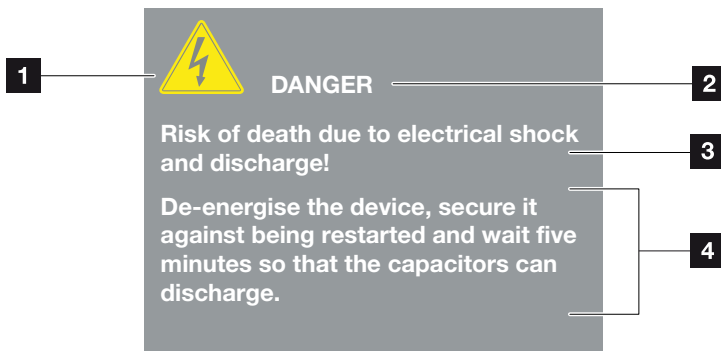 1
DANGER
2
Risk of death due to electrical shock
and discharge!
3
De-energise the device, secure it
against being restarted and wait five
minutes so that the capacitors can
discharge.
4